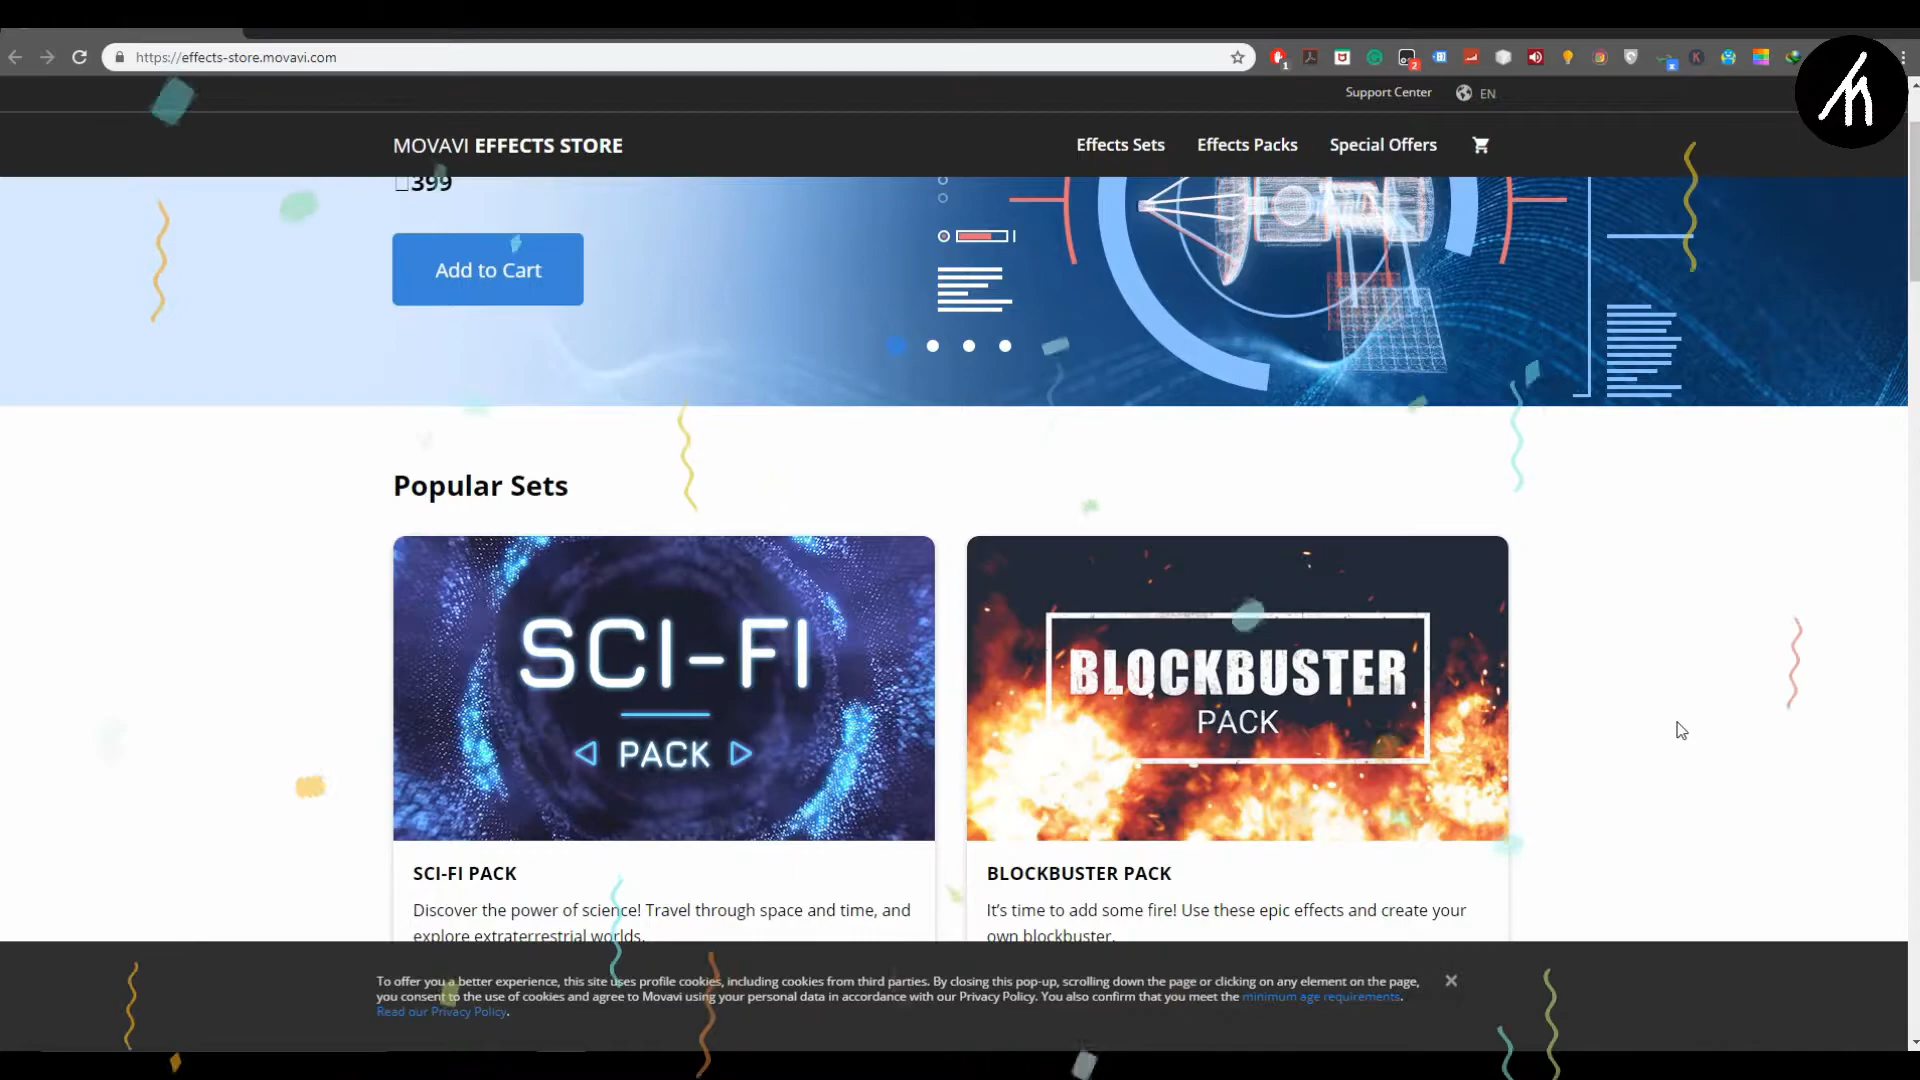 https://effects-store.movavi.com
1
2
Support Center
EN
MOVAVI EFFECTS STORE
Effects Sets
Effects Packs
Special Offers
399
Add to Cart
Popular Sets
SCI-FI
PACK
BLOCKBUSTER
PACK
SCI-FI PACK
Discover the power of science! Travel through space and time, and
explore extraterrestrial worlds.
BLOCKBUSTER PACK
It's time to add some fire! Use these epic effects and create your
own blockbuster.
To offer you a better experience, this site uses profile cookies, including cookies from third parties. By closing this pop-up, scrolling down the page or clicking on any element on the page,
you consent to the use of cookies and agree to Movavi using your personal data in accordance with our Privacy Policy. You also confirm that you meet the minimum age requirements.
Read our Privacy Policy.